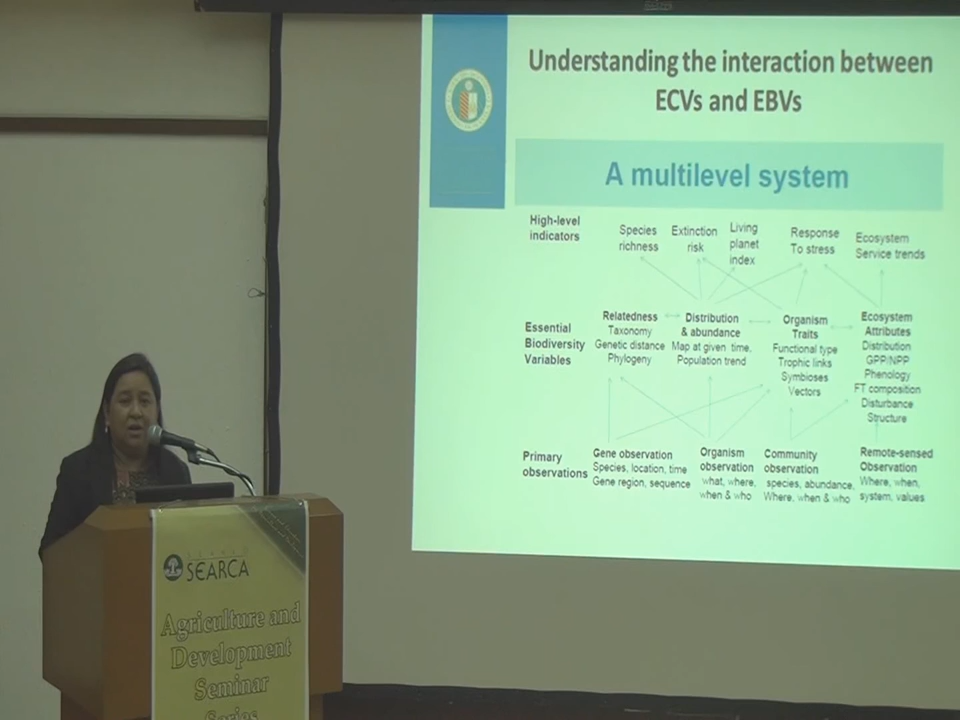 Understanding the interaction between
ECVs and EBVs
A multilevel system
High-level
indicators
Species
richness
Extinction
risk
Living
planet
index
Response
To stress
Ecosystem
Service trends
Essential
Biodiversity
Variables
Relatedness
Taxonomy
Genetic distance
Phylogeny
Distribution
& abundance
Map at given time.
Population trend
Organism
Traits
Functional type
Trophic links
Symbioses
Vectors
Ecosystem
Attributes
Distribution
GPP/NPP
Phenology
FT composition
Disturbance
Structure
Primary
observations
Gene observation
Species, location, time
Gene region, sequence
Organism
observation
what, where,
when & who
Community
observation
species, abundance,
Where, when & who
Remote-sensed
Observation
Where, when,
system, values
SEARCA
Agriculture and
Development
Seminar
Series